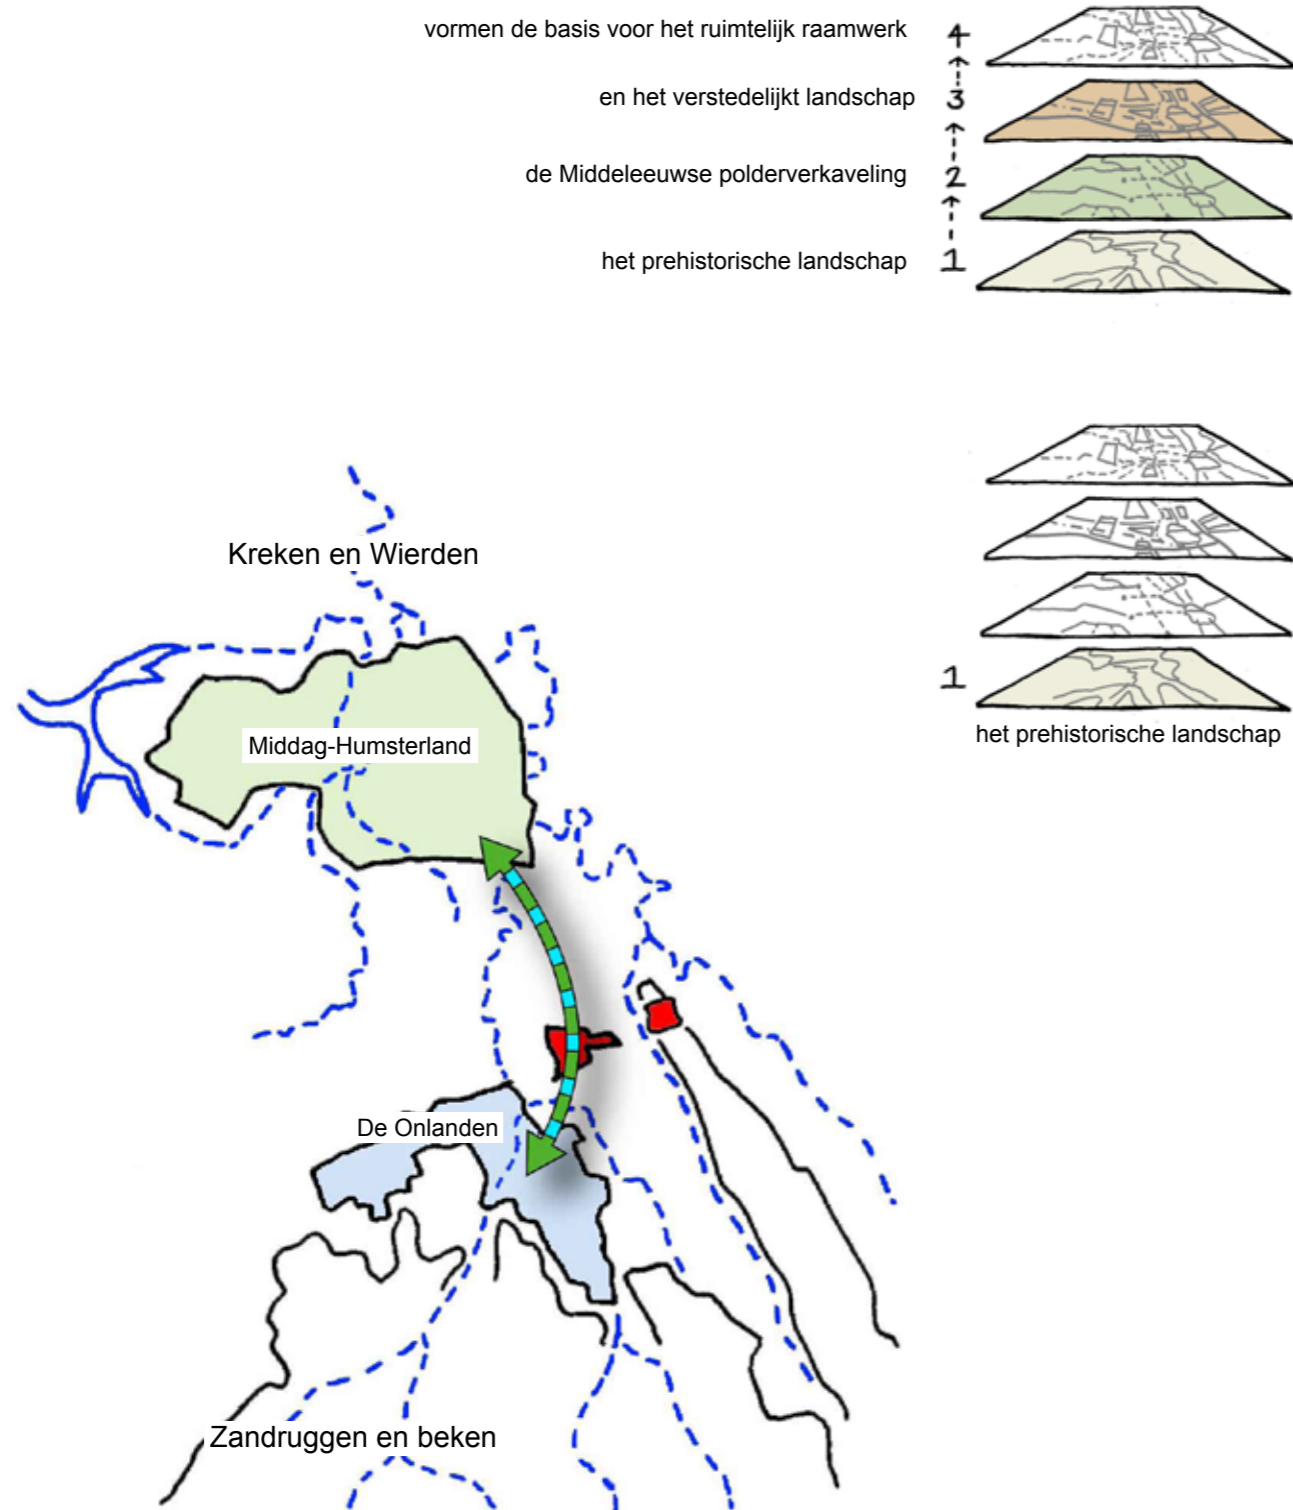 vormen de basis voor het ruimtelijk raamwerk 4
en het verstedelijkt landschap 3
de Middeleeuwse polderverkaveling 2
het prehistorische landschap 1
Kreken en Wierden
1
het prehistorische landschap
Middag-Humsterland
De Onlanden
Zandruggen en beken